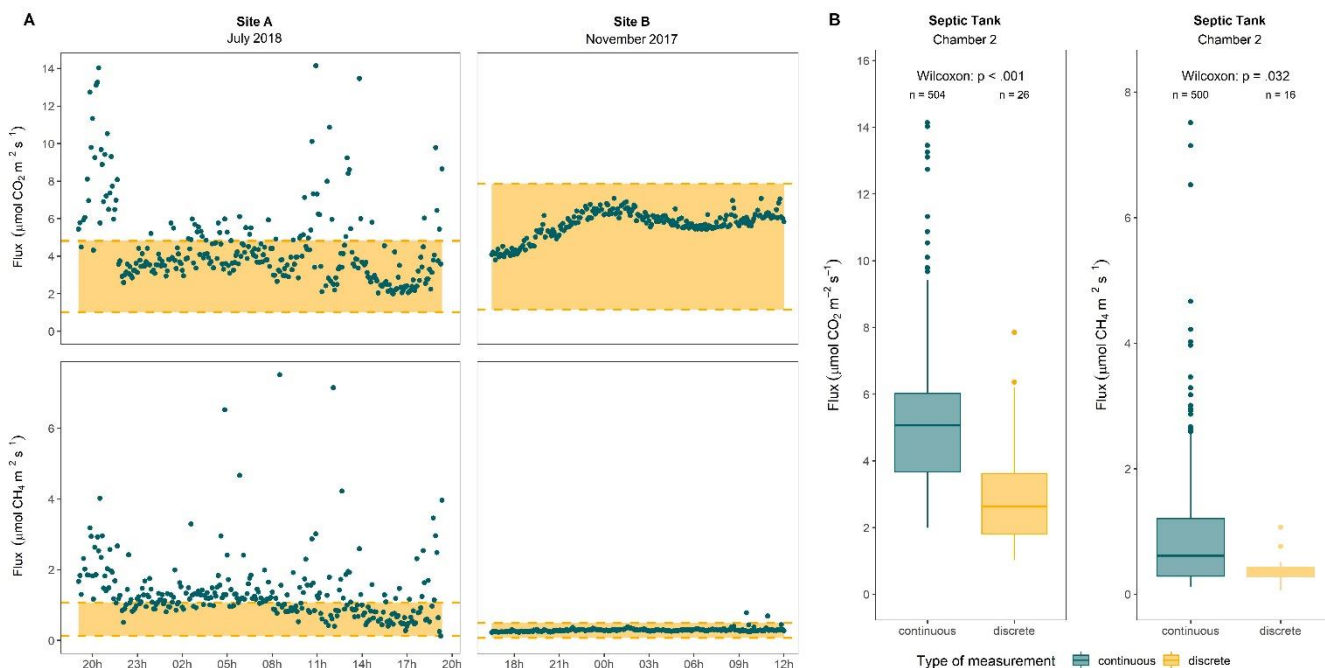 A
Site A
July 2018
Site B
November 2017
Flux (μmol CO₂ m⁻² s⁻¹)
14
12
10
8
6
4
2
0
Flux (μmol CH₄ m⁻² s⁻¹)
6
4
2
0
20h 23h 02h 05h 08h 11h 14h 17h 20h
18h 21h 00h 03h 06h 09h 12h
B
Septic Tank
Chamber 2
Wilcoxon: p < .001
n = 504 n = 26
Flux (μmol CO₂ m⁻² s⁻¹)
16
14
12
10
8
6
4
2
0
continuous discrete
Septic Tank
Chamber 2
Wilcoxon: p = .032
n = 500 n = 16
Flux (μmol CH₄ m⁻² s⁻¹)
8
6
4
2
0
continuous discrete
Type of measurement continuous discrete